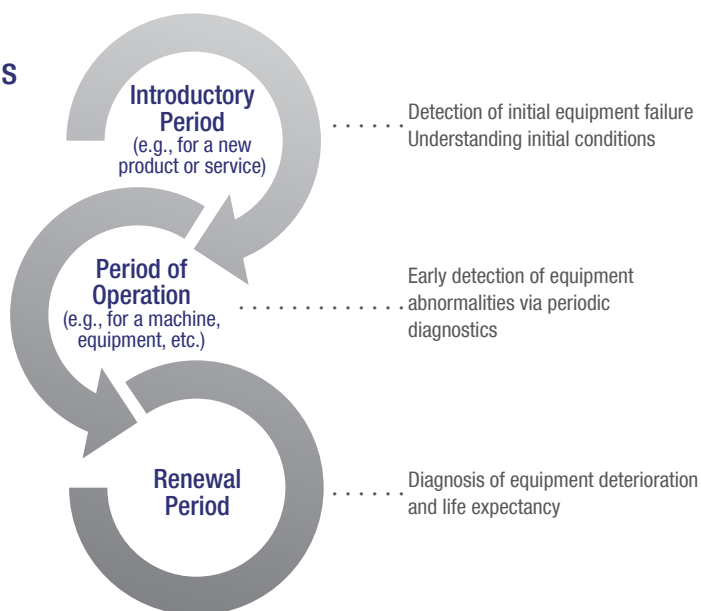 s
Introductory
Period
(e.g., for a new
product or service)
Detection of initial equipment failure
Understanding initial conditions
Period of
Operation
(e.g., for a machine,
equipment, etc.)
Early detection of equipment
abnormalities via periodic
diagnostics
Renewal
Period
Diagnosis of equipment deterioration
and life expectancy